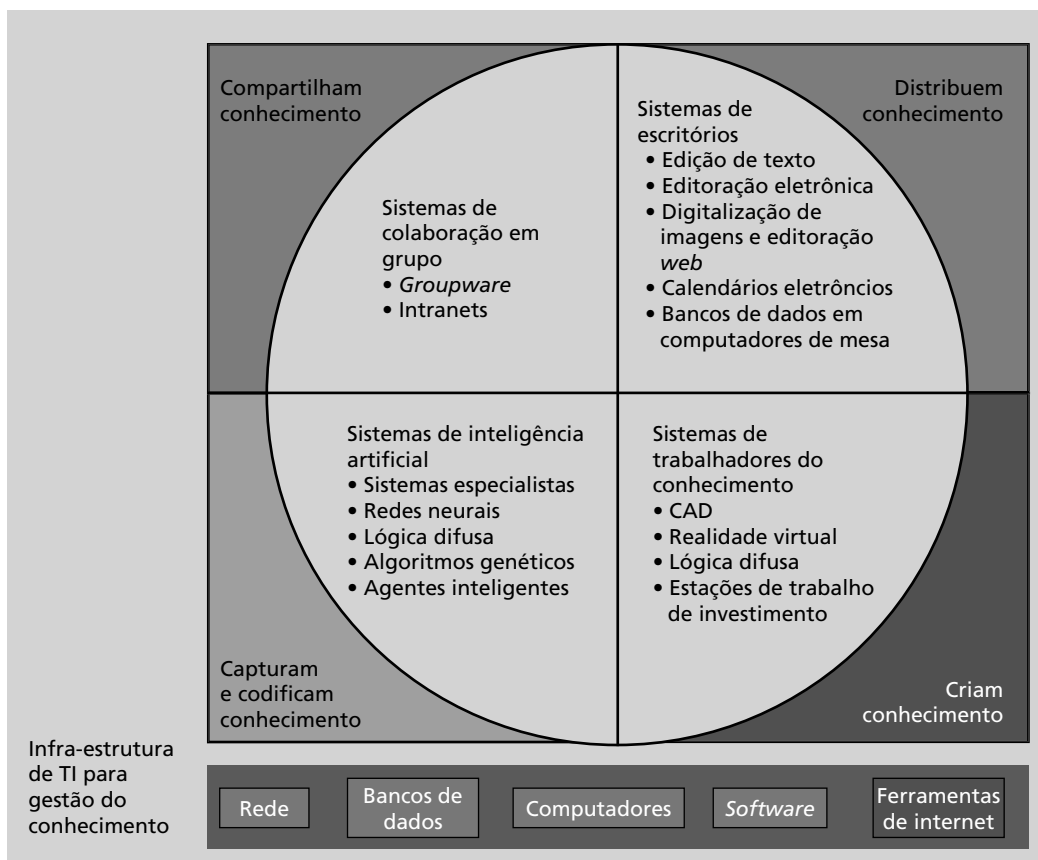 Compartilham
conhecimento
Sistemas de
colaboração em
grupo
• Groupware
• Intranets
Distribuem
conhecimento
Sistemas de
escritórios
• Edição de texto
• Editoração eletrônica
• Digitalização de
imagens e editoração
web
• Calendários eletrôncios
• Bancos de dados em
computadores de mesa
Sistemas de inteligência
artificial
• Sistemas especialistas
• Redes neurais
• Lógica difusa
• Algoritmos genéticos
• Agentes inteligentes
Capturam
e codificam
conhecimento
Sistemas de
trabalhadores do
conhecimento
• CAD
• Realidade virtual
• Lógica difusa
• Estações de trabalho
de investimento
Criam
conhecimento
Infra-estrutura
de TI para
gestão do
conhecimento
Rede
Bancos de
dados
Computadores
Software
Ferramentas
de internet